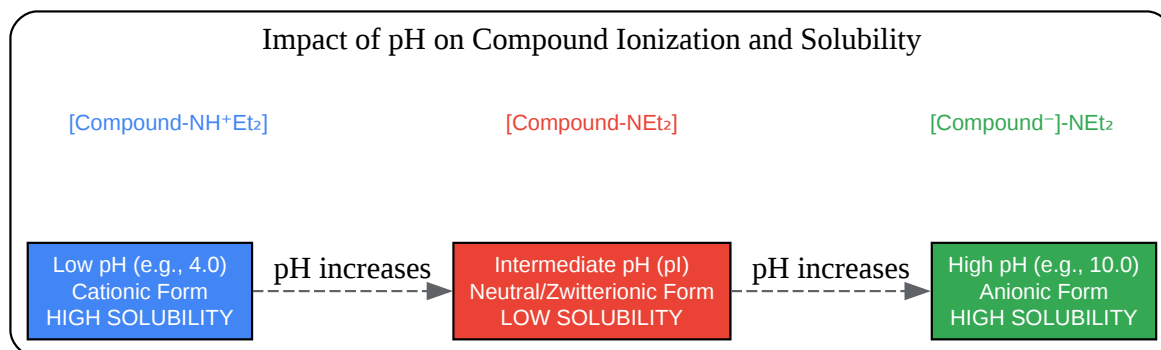 Impact of pH on Compound Ionization and Solubility
[Compound-NH⁺Et₂]
[Compound-NEt₂]
[Compound⁻]-NEt₂
Low pH (e.g., 4.0)
Cationic Form
HIGH SOLUBILITY
pH increases
Intermediate pH (pI)
Neutral/Zwitterionic Form
LOW SOLUBILITY
pH increases
High pH (e.g., 10.0)
Anionic Form
HIGH SOLUBILITY